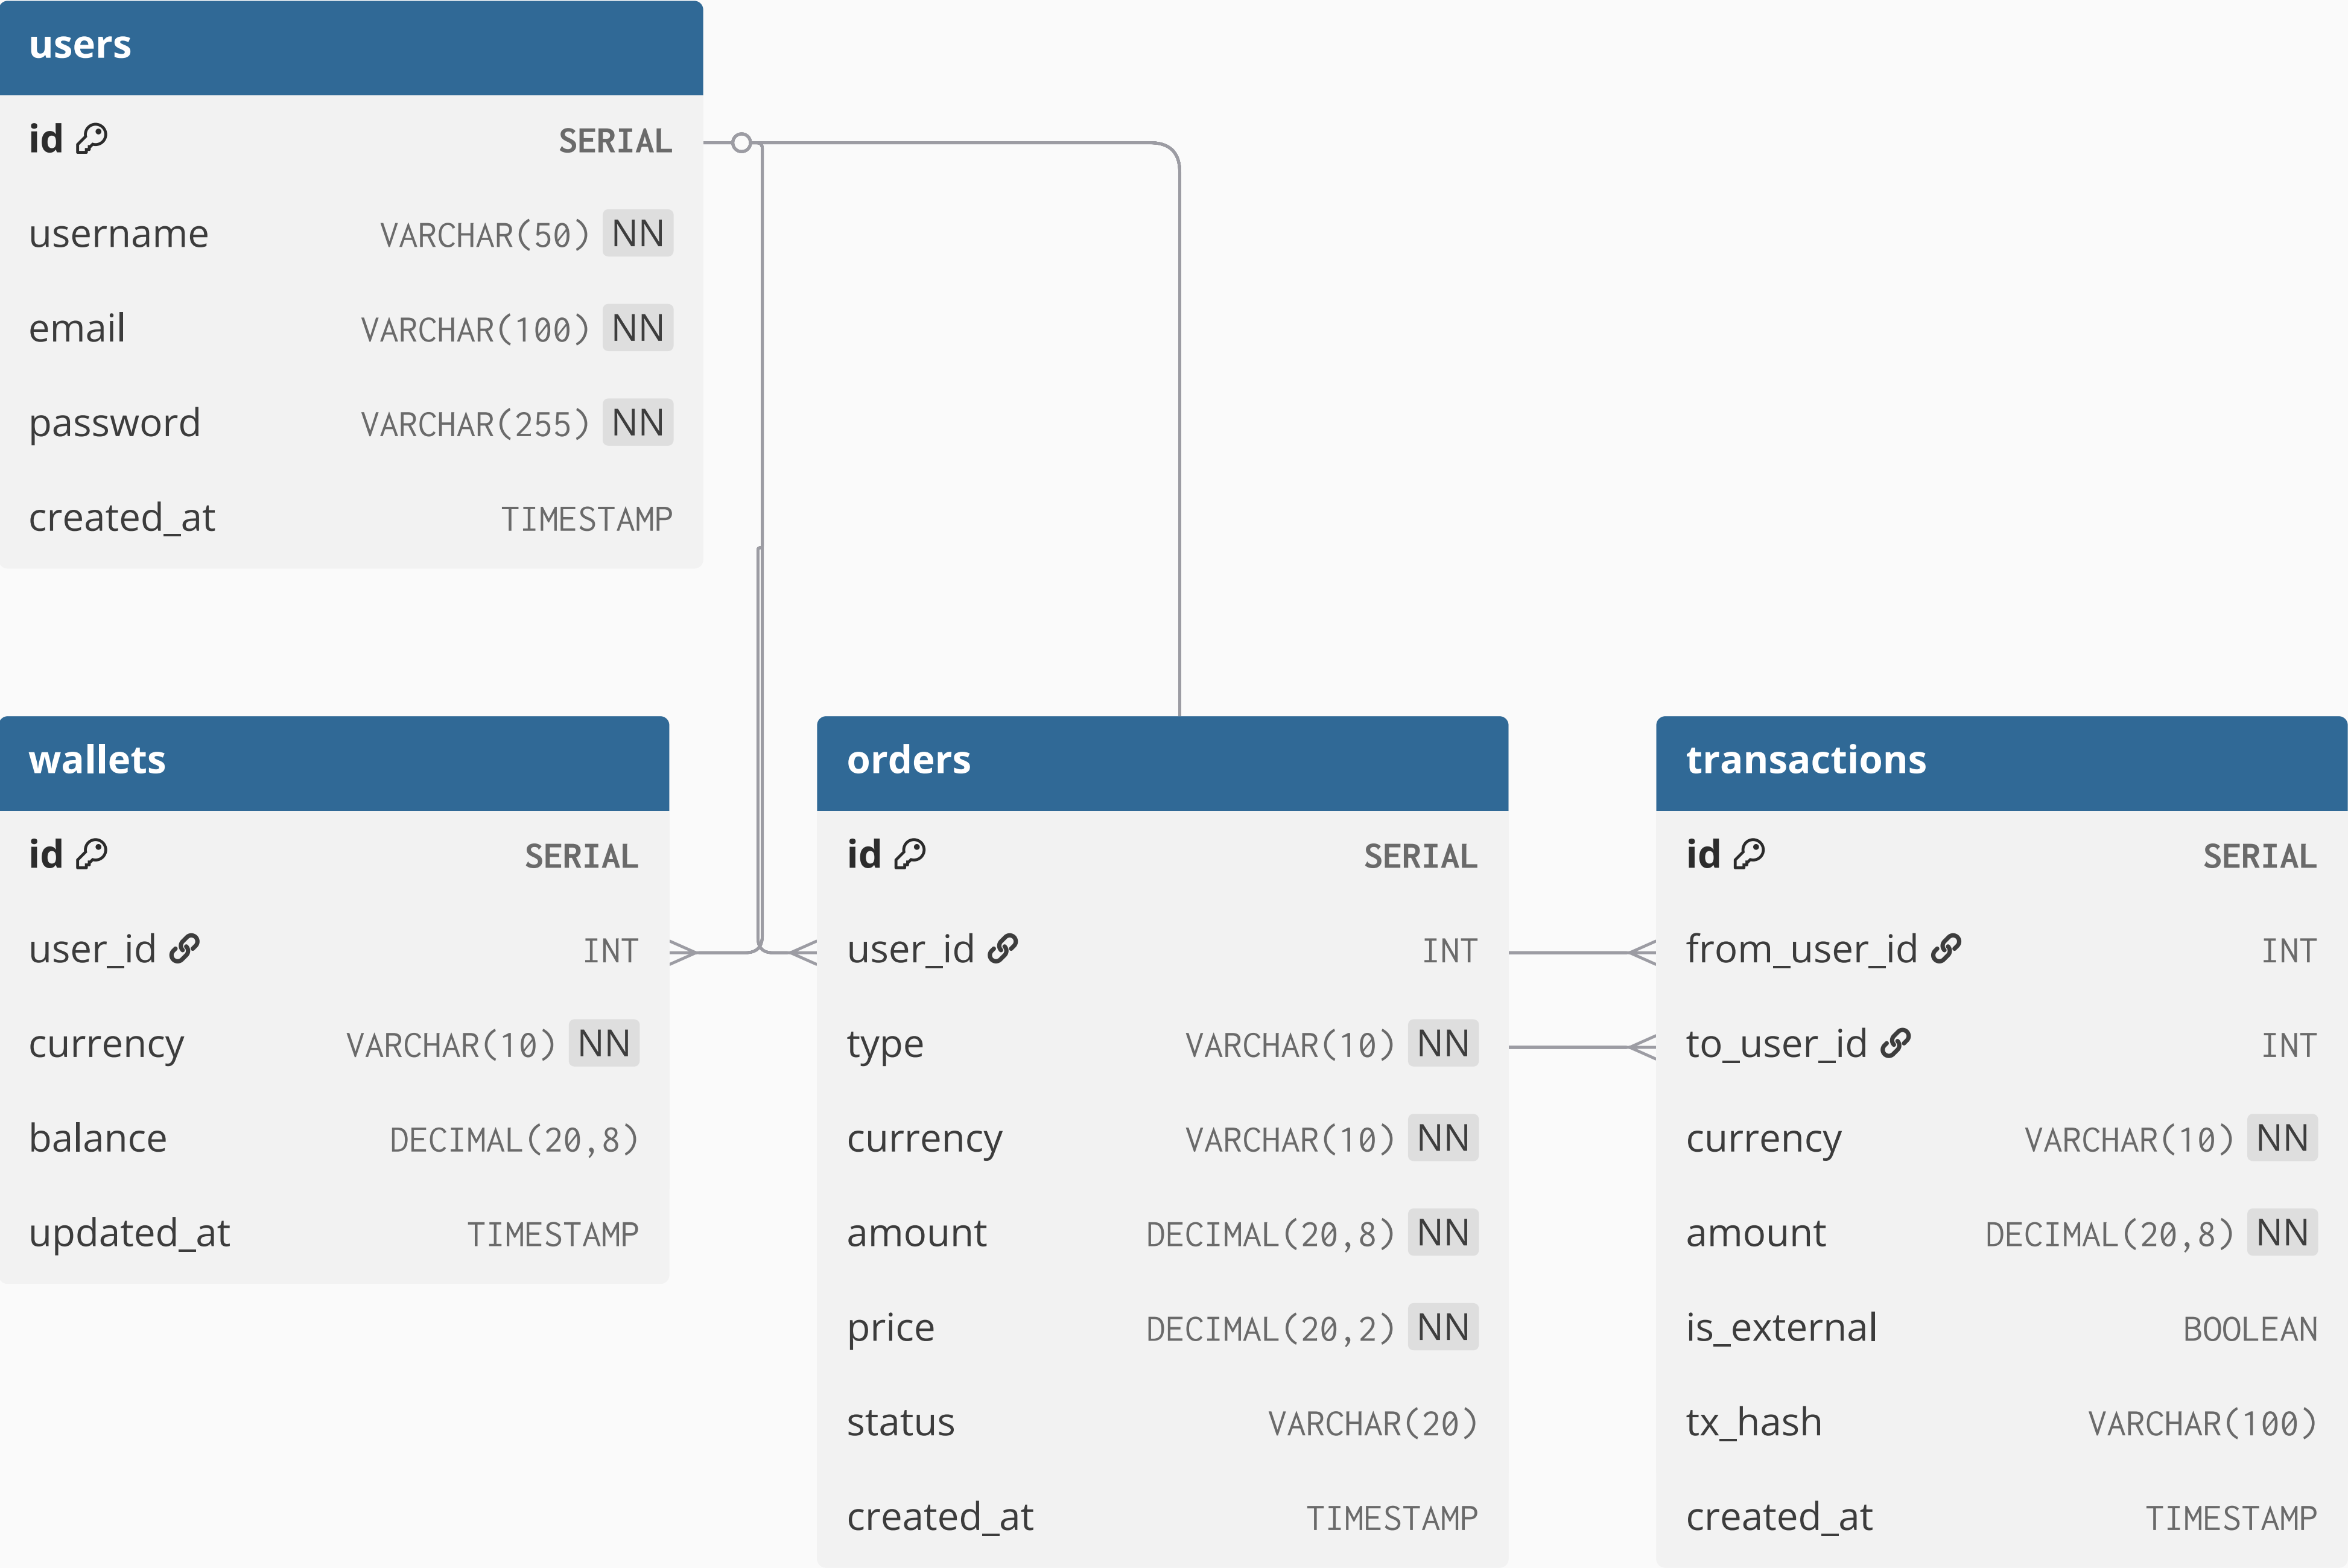 users
id SERIAL
username VARCHAR(50) NN
email VARCHAR(100) NN
password VARCHAR(255) NN
created_at TIMESTAMP
wallets
id SERIAL
user_id INT
currency VARCHAR(10) NN
balance DECIMAL(20,8)
updated_at TIMESTAMP
orders
id SERIAL
user_id INT
type VARCHAR(10) NN
currency VARCHAR(10) NN
amount DECIMAL(20,8) NN
price DECIMAL(20,2) NN
status VARCHAR(20)
created_at TIMESTAMP
transactions
id SERIAL
from_user_id INT
to_user_id INT
currency VARCHAR(10) NN
amount DECIMAL(20,8) NN
is_external BOOLEAN
tx_hash VARCHAR(100)
created_at TIMESTAMP